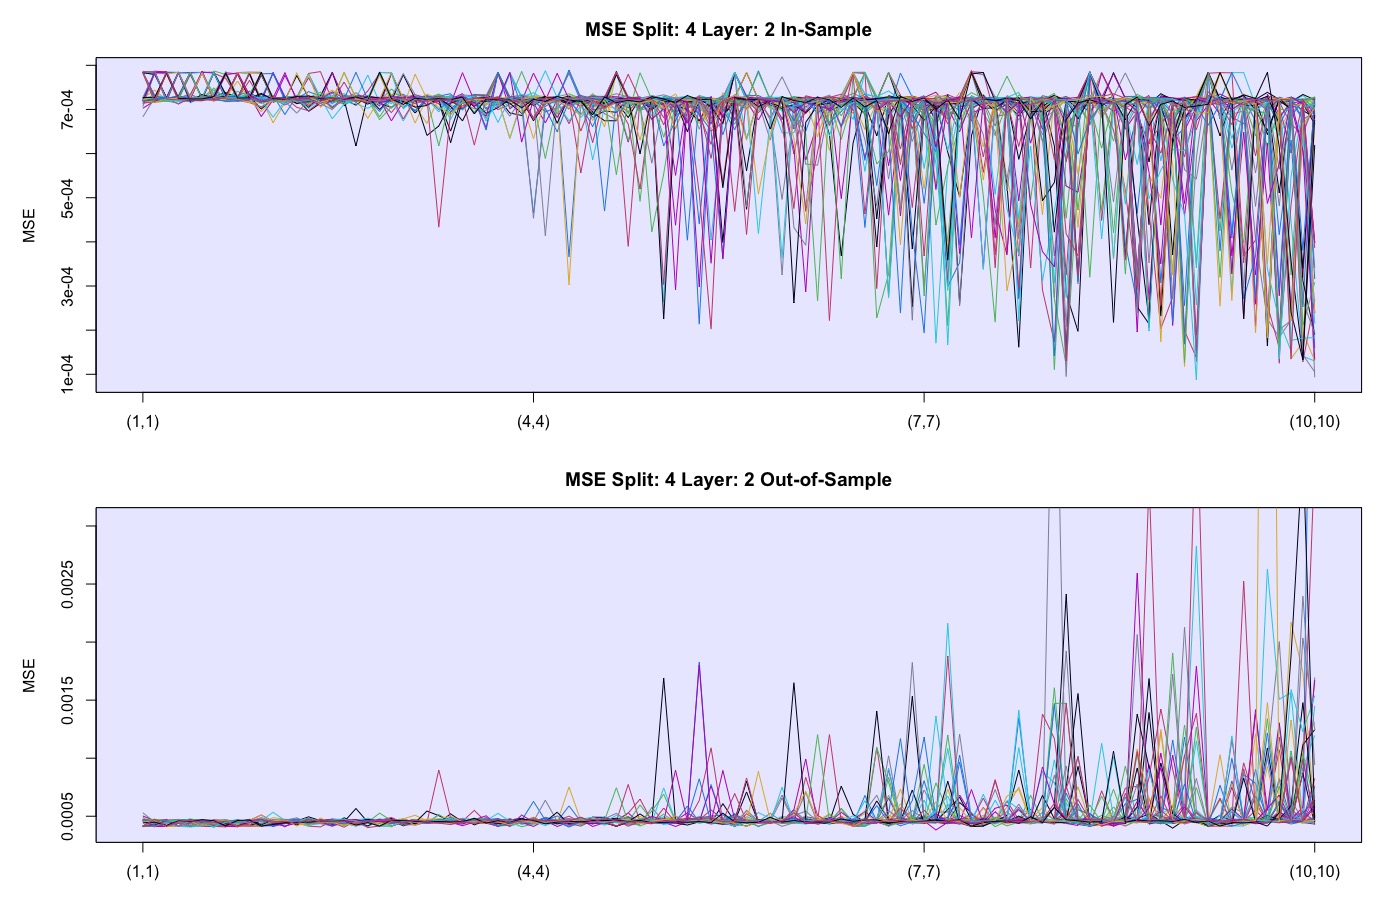 MSE Split: 4 Layer: 2 In-Sample
MSE
7e-04
5e-04
3e-04
1e-04
(1,1) (4,4) (7,7) (10,10)
MSE Split: 4 Layer: 2 Out-of-Sample
MSE
0.0025
0.0015
0.0005
(1,1) (4,4) (7,7) (10,10)